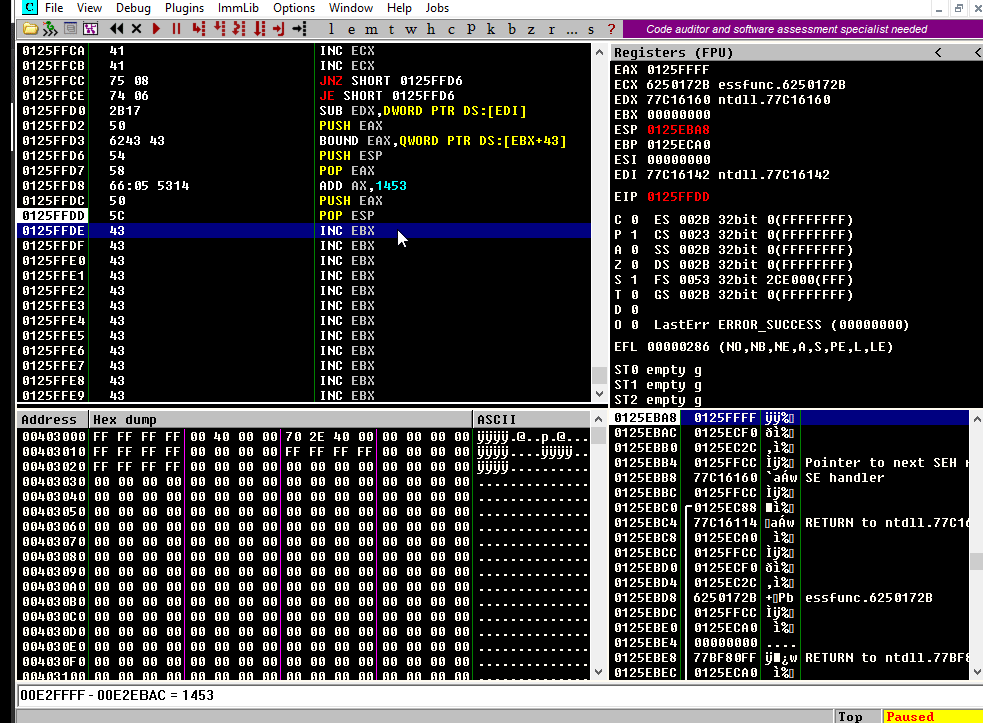 File View Debug Plugins ImmLib Options Window Help Jobs
l e m t w h c P k b z r ... s ?
Code auditor and software assessment specialist needed
0125FFCA 41 INC ECX
0125FFCB 41 INC ECX
0125FFCC 75 08 JNZ SHORT 0125FFD6
0125FFCE 74 06 JE SHORT 0125FFD6
0125FFD0 2B17 SUB EDX,DWORD PTR DS:[EDI]
0125FFD2 50 PUSH EAX
0125FFD3 6243 43 BOUND EAX,QWORD PTR DS:[EBX+43]
0125FFD6 54 PUSH ESP
0125FFD7 58 POP EAX
0125FFD8 66:05 5314 ADD AX,1453
0125FFDC 50 PUSH EAX
0125FFDD 5C POP ESP
0125FFDE 43 INC EBX
0125FFDF 43 INC EBX
0125FFE0 43 INC EBX
0125FFE1 43 INC EBX
0125FFE2 43 INC EBX
0125FFE3 43 INC EBX
0125FFE4 43 INC EBX
0125FFE5 43 INC EBX
0125FFE6 43 INC EBX
0125FFE7 43 INC EBX
0125FFE8 43 INC EBX
0125FFE9 43 INC EBX
Registers (FPU) < <
EAX 0125FFFF
ECX 6250172B essfunc.6250172B
EDX 77C16160 ntdll.77C16160
EBX 00000000
ESP 0125EBA8
EBP 0125ECA0
ESI 00000000
EDI 77C16142 ntdll.77C16142
EIP 0125FFDD
C 0 ES 002B 32bit 0(FFFFFFFF)
P 1 CS 0023 32bit 0(FFFFFFFF)
A 0 SS 002B 32bit 0(FFFFFFFF)
Z 0 DS 002B 32bit 0(FFFFFFFF)
S 1 FS 0053 32bit 2CE000(FFF)
T 0 GS 002B 32bit 0(FFFFFFFF)
D 0
O 0 LastErr ERROR_SUCCESS (00000000)
EFL 00000286 (NO,NB,NE,A,S,PE,L,LE)
ST0 empty g
ST1 empty g
ST2 empty g
Address Hex dump ASCII
00403000 FF FF FF FF 00 40 00 00 70 2E 40 00 00 00 00 00 ÿÿÿÿ.@..p.@.....
00403010 FF FF FF FF 00 00 00 00 FF FF FF FF 00 00 00 00 ÿÿÿÿ....ÿÿÿÿ....
00403020 FF FF FF FF 00 00 00 00 00 00 00 00 00 00 00 00 ÿÿÿÿ............
00403030 00 00 00 00 00 00 00 00 00 00 00 00 00 00 00 00 ................
00403040 00 00 00 00 00 00 00 00 00 00 00 00 00 00 00 00 ................
00403050 00 00 00 00 00 00 00 00 00 00 00 00 00 00 00 00 ................
00403060 00 00 00 00 00 00 00 00 00 00 00 00 00 00 00 00 ................
00403070 00 00 00 00 00 00 00 00 00 00 00 00 00 00 00 00 ................
00403080 00 00 00 00 00 00 00 00 00 00 00 00 00 00 00 00 ................
00403090 00 00 00 00 00 00 00 00 00 00 00 00 00 00 00 00 ................
004030A0 00 00 00 00 00 00 00 00 00 00 00 00 00 00 00 00 ................
004030B0 00 00 00 00 00 00 00 00 00 00 00 00 00 00 00 00 ................
004030C0 00 00 00 00 00 00 00 00 00 00 00 00 00 00 00 00 ................
004030D0 00 00 00 00 00 00 00 00 00 00 00 00 00 00 00 00 ................
004030E0 00 00 00 00 00 00 00 00 00 00 00 00 00 00 00 00 ................
004030F0 00 00 00 00 00 00 00 00 00 00 00 00 00 00 00 00 ................
00403100 00 00 00 00 00 00 00 00 00 00 00 00 00 00 00 00 ................
0125EBA8 0125FFFF ÿÿ%
0125EBAC 0125ECF0 ðì%
0125EBB0 0125EC2C ,ì%
0125EBB4 0125FFCC Ìÿ% Pointer to next SEH
0125EBB8 77C16160 `aÁw SE handler
0125EBBC 0125FFCC Ìÿ%
0125EBC0 0125EC88 ì%
0125EBC4 77C16114 aÁw RETURN to ntdll.77C16
0125EBC8 0125ECA0 ì%
0125EBCC 0125FFCC Ìÿ%
0125EBD0 0125ECF0 ðì%
0125EBD4 0125EC2C ,ì%
0125EBD8 6250172B +Pb essfunc.6250172B
0125EBDC 0125FFCC Ìÿ%
0125EBE0 0125ECA0 ì%
0125EBE4 00000000 ....
0125EBE8 77BF80FF ÿ¿w RETURN to ntdll.77BF8
0125EBEC 0125ECA0 ì%
00E2FFFF - 00E2EBAC = 1453
Top Paused